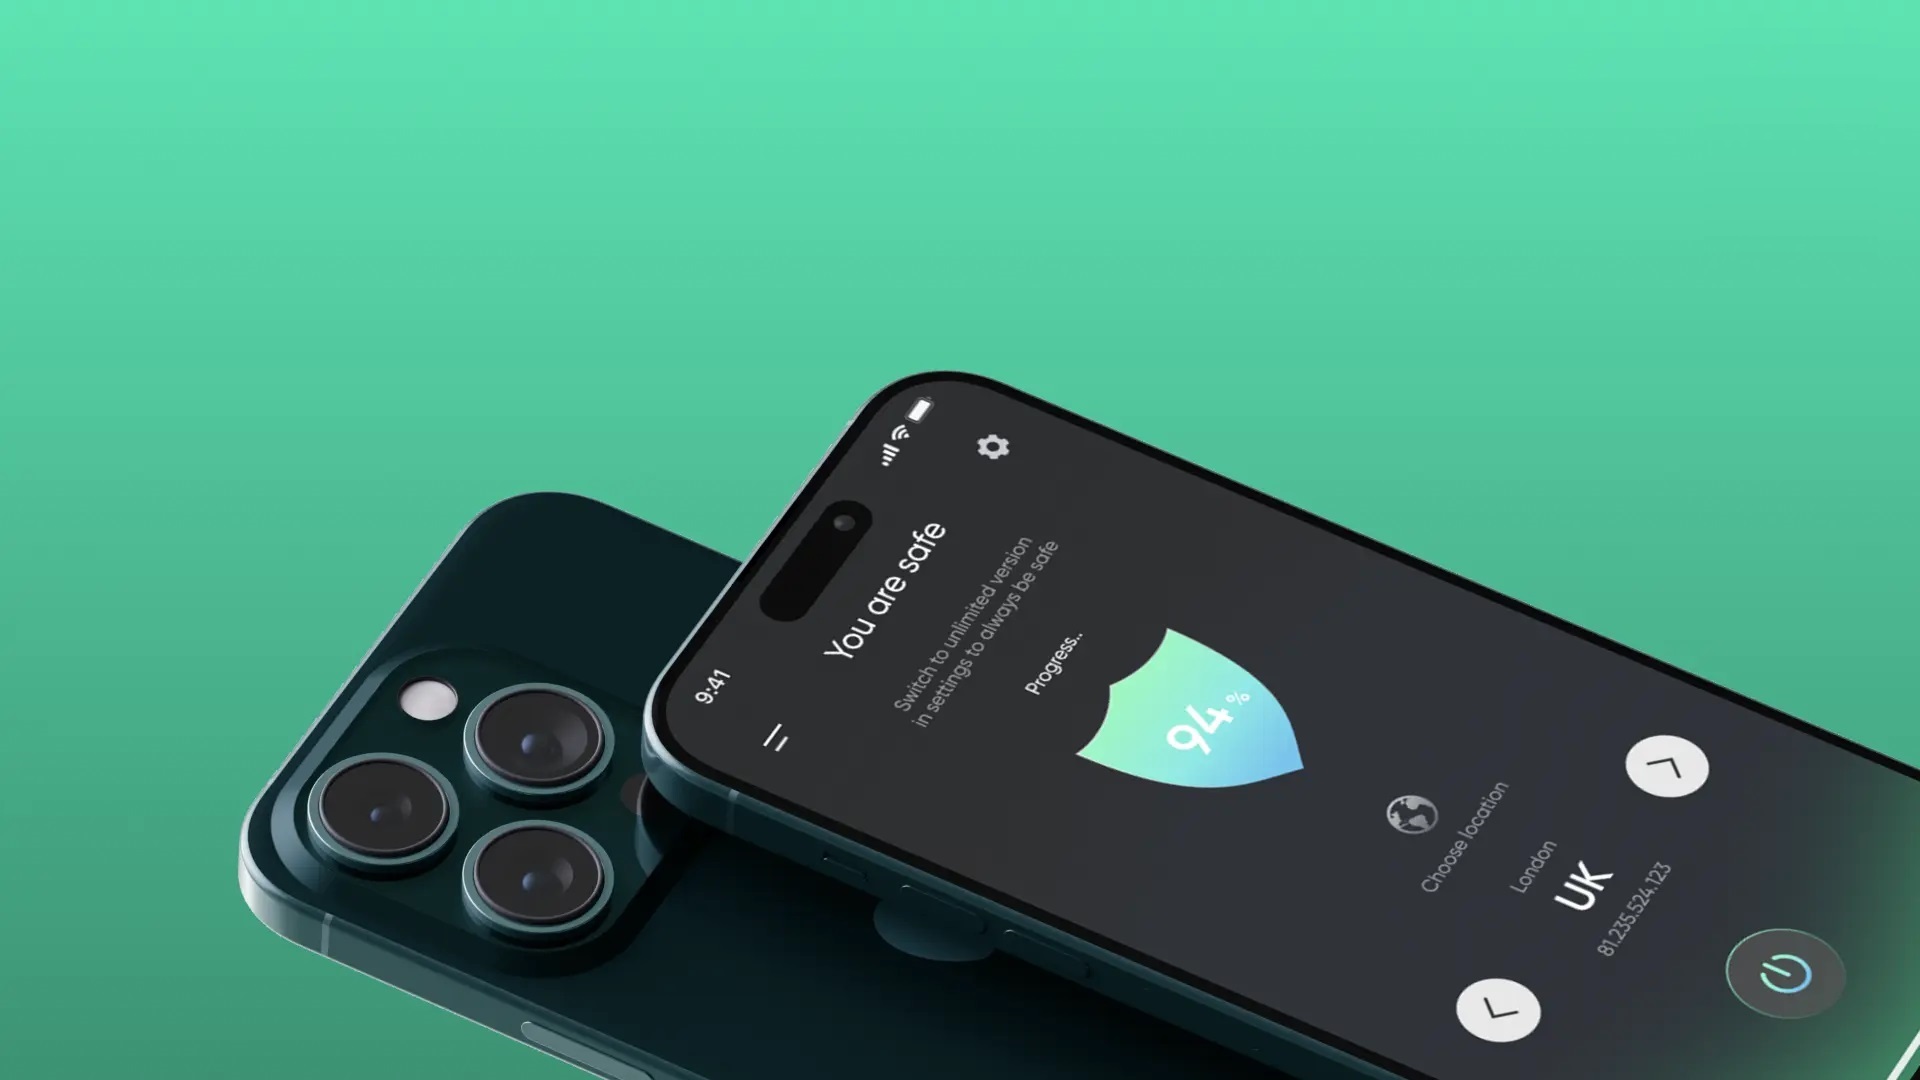 9:41
You are safe
Switch to unlimited version
in settings to always be safe
Progress..
94%
Choose location
London
UK
81.235.524.123